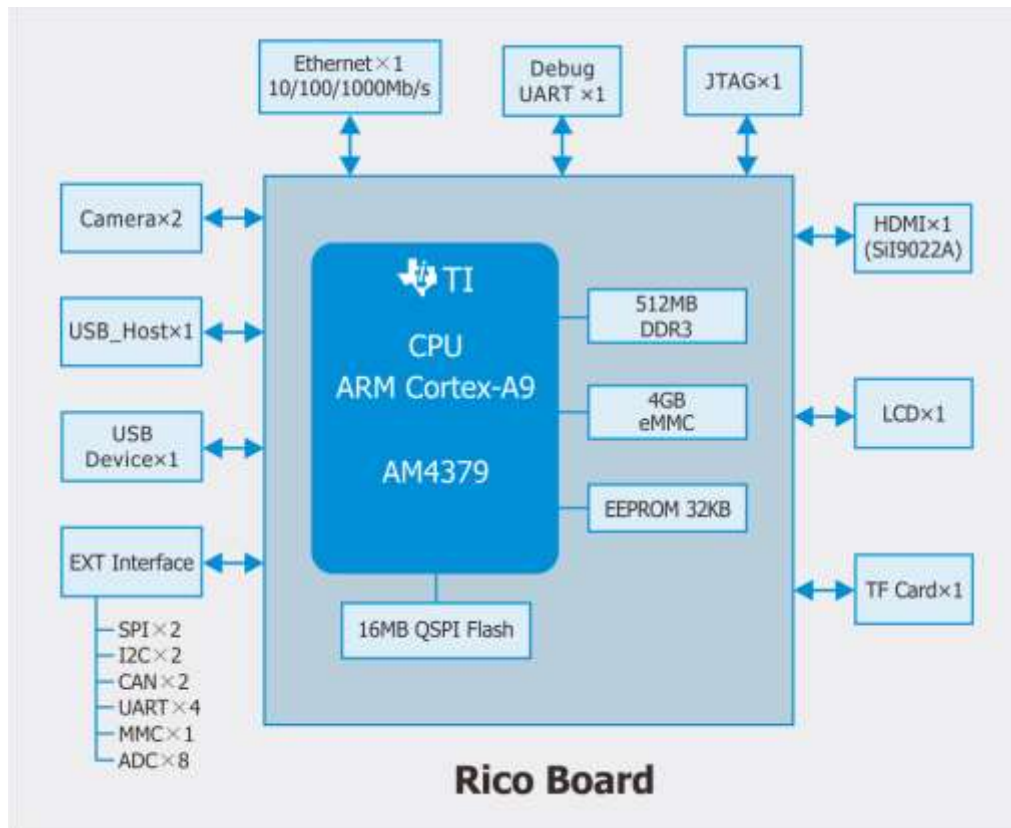 Ethernet×1
10/100/1000Mb/s
Debug
UART ×1
JTAG×1
Camera×2
USB_Host×1
USB
Device×1
EXT Interface
SPI×2
I2C×2
CAN×2
UART×4
MMC×1
ADC×8
TI
CPU
ARM Cortex-A9
AM4379
512MB
DDR3
4GB
eMMC
EEPROM 32KB
16MB QSPI Flash
HDMI×1
(SiI9022A)
LCD×1
TF Card×1
Rico Board